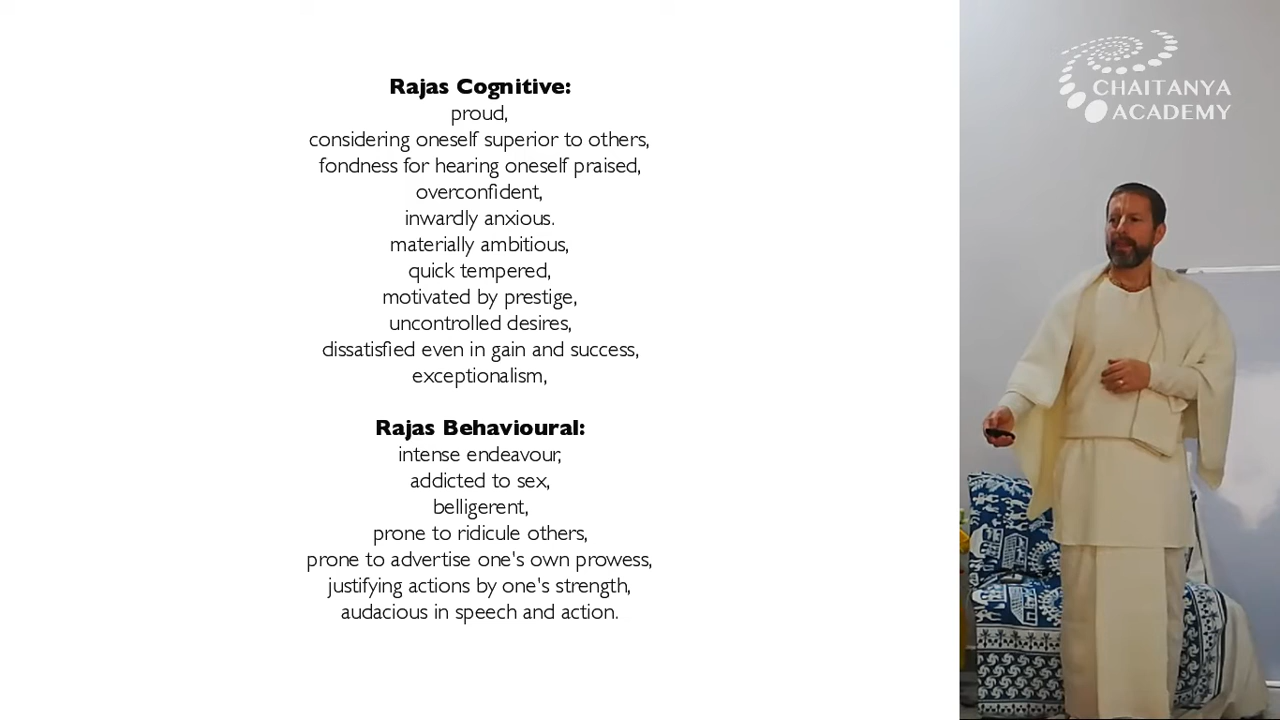 Rajas Cognitive:
proud,
considering oneself superior to others,
fondness for hearing oneself praised,
overconfident,
inwardly anxious.
materially ambitious,
quick tempered,
motivated by prestige,
uncontrolled desires,
dissatisfied even in gain and success,
exceptionalism,
Rajas Behavioural:
intense endeavour,
addicted to sex,
belligerent,
prone to ridicule others,
prone to advertise one's own prowess,
justifying actions by one's strength,
audacious in speech and action.
CHAITANYA
ACADEMY